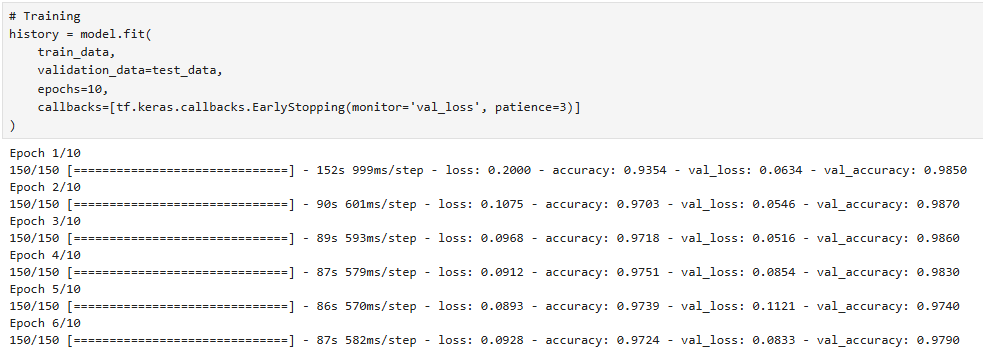 # Training
history = model.fit(
    train_data,
    validation_data=test_data,
    epochs=10,
    callbacks=[tf.keras.callbacks.EarlyStopping(monitor='val_loss', patience=3)]
)
Epoch 1/10
150/150 [==============================] - 152s 999ms/step - loss: 0.2000 - accuracy: 0.9354 - val_loss: 0.0634 - val_accuracy: 0.9850
Epoch 2/10
150/150 [==============================] - 90s 601ms/step - loss: 0.1075 - accuracy: 0.9703 - val_loss: 0.0546 - val_accuracy: 0.9870
Epoch 3/10
150/150 [==============================] - 89s 593ms/step - loss: 0.0968 - accuracy: 0.9718 - val_loss: 0.0516 - val_accuracy: 0.9860
Epoch 4/10
150/150 [==============================] - 87s 579ms/step - loss: 0.0912 - accuracy: 0.9751 - val_loss: 0.0854 - val_accuracy: 0.9830
Epoch 5/10
150/150 [==============================] - 86s 570ms/step - loss: 0.0893 - accuracy: 0.9739 - val_loss: 0.1121 - val_accuracy: 0.9740
Epoch 6/10
150/150 [==============================] - 87s 582ms/step - loss: 0.0928 - accuracy: 0.9724 - val_loss: 0.0833 - val_accuracy: 0.9790